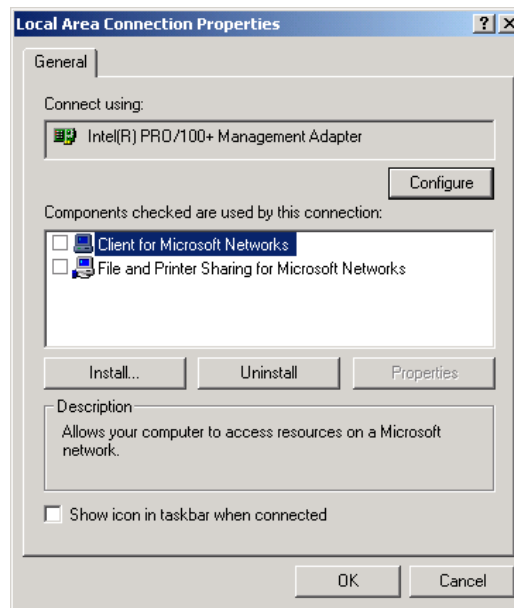 Local Area Connection Properties
General
Connect using:
Intel(R) PRO/100+ Management Adapter
Configure
Components checked are used by this connection:
Client for Microsoft Networks
File and Printer Sharing for Microsoft Networks
Install...
Uninstall
Properties
Description
Allows your computer to access resources on a Microsoft
network.
Show icon in taskbar when connected
OK
Cancel